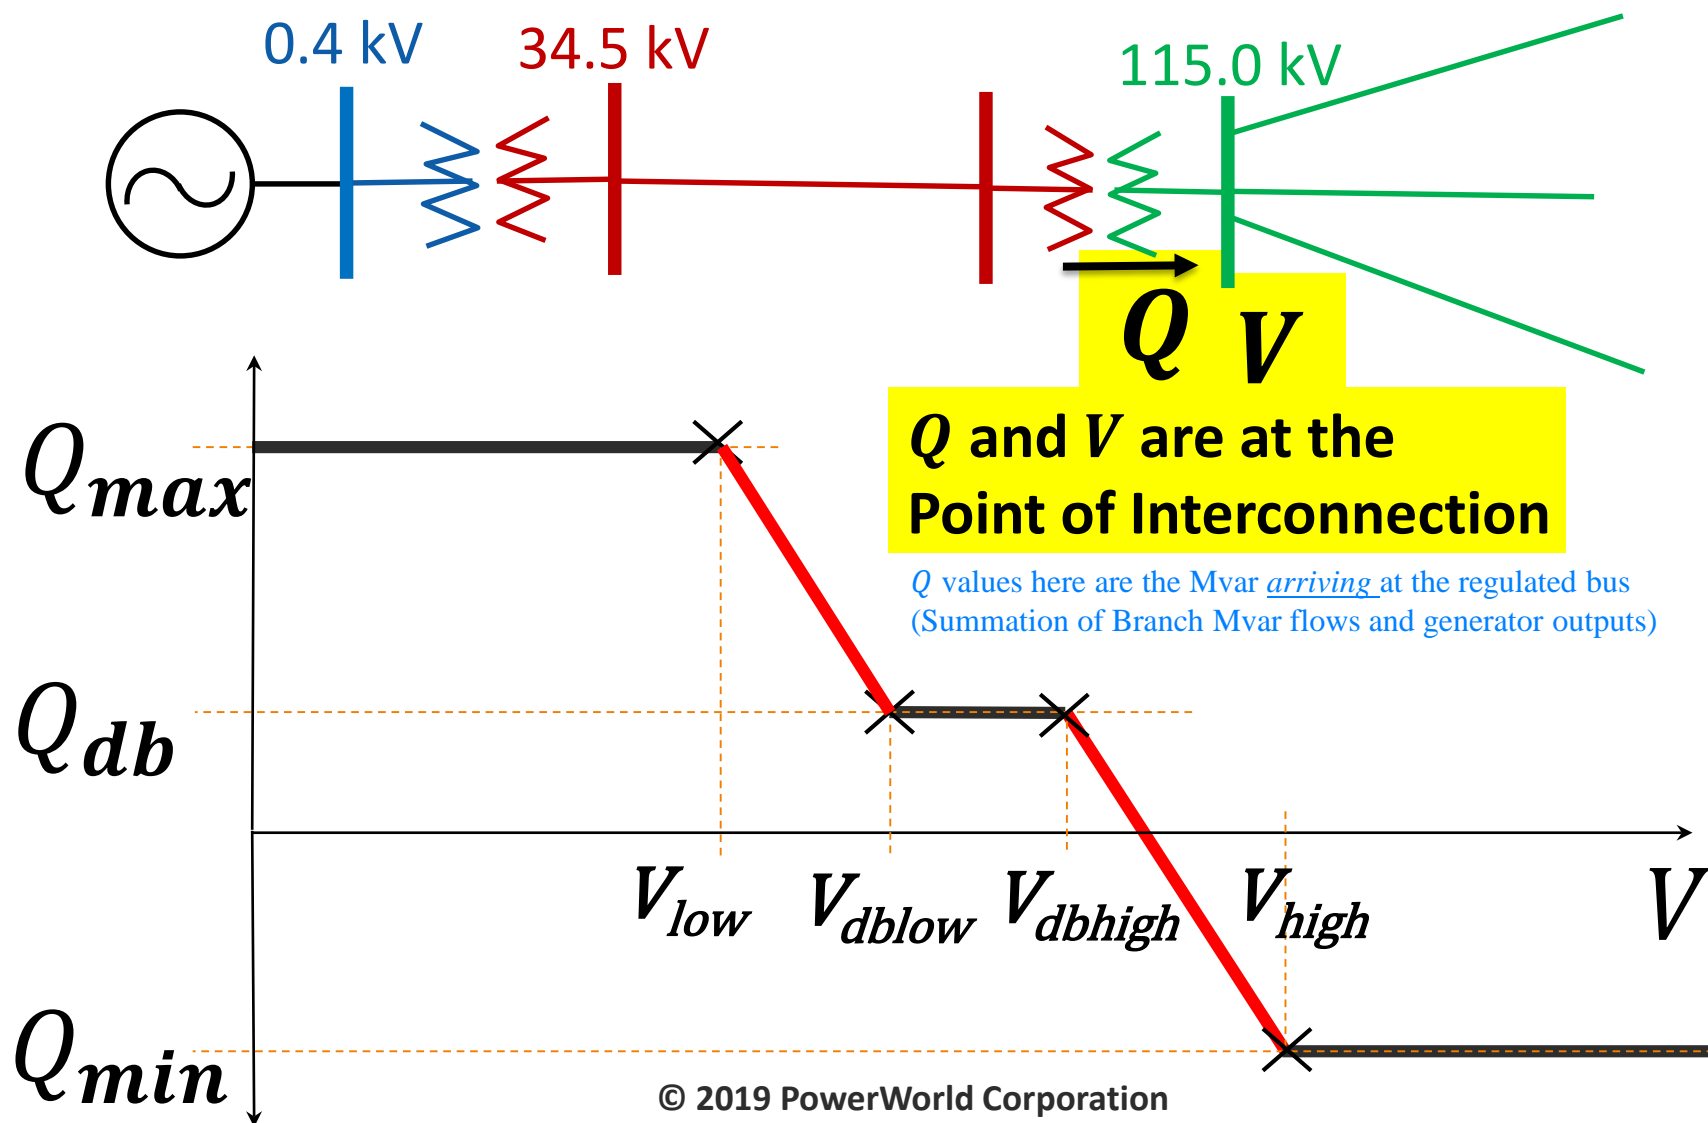 0.4 kV
34.5 kV
115.0 kV
Q V
Q and V are at the
Point of Interconnection
Q values here are the Mvar arriving at the regulated bus
(Summation of Branch Mvar flows and generator outputs)
Qmax
Qdb
Vlow
Vdblow
Vdbhigh
Vhigh
V
Qmin
© 2019 PowerWorld Corporation